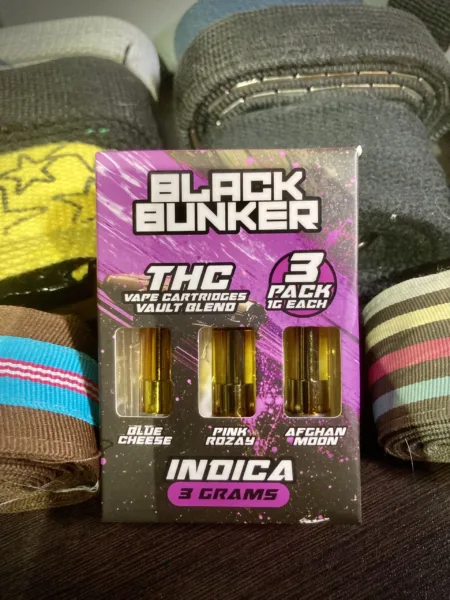 BLACK
BUNKER
THC
VAPE CARTRIDGES
VAULT BLEND
3
PACK
1G EACH
BLUE
CHEESE
PINK
ROZAY
AFGHAN
MOON
INDICA
3 GRAMS